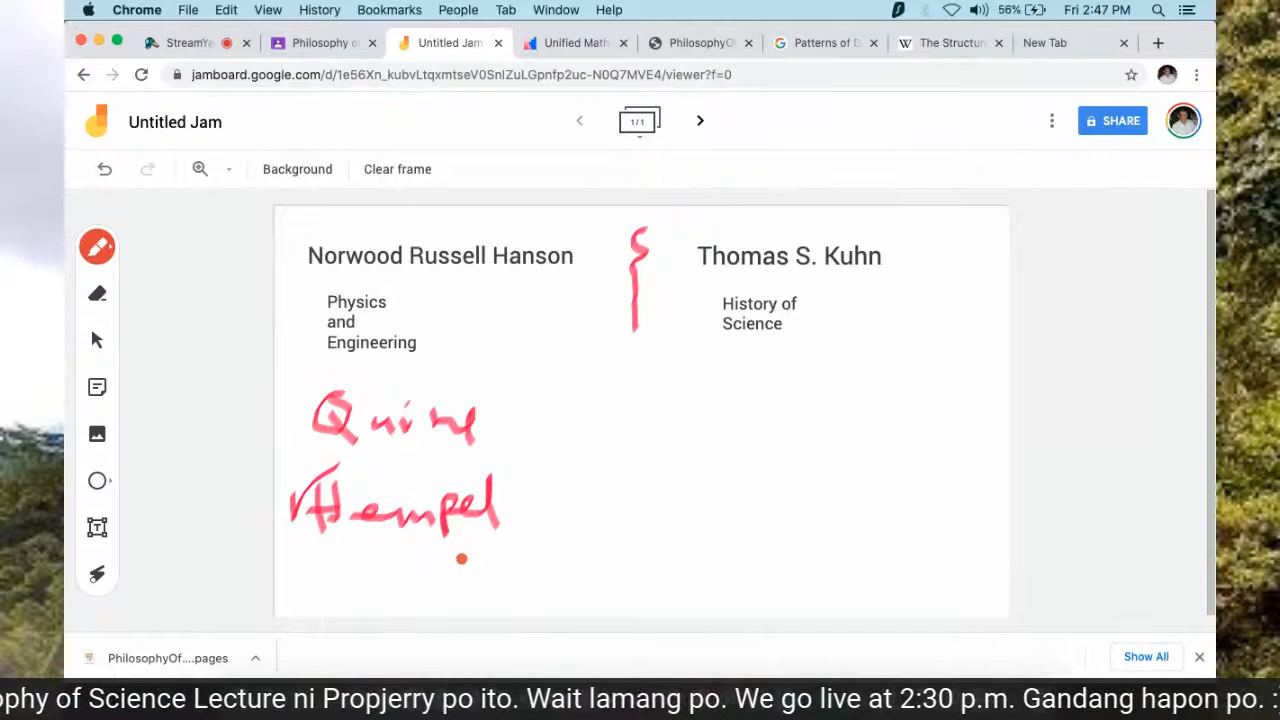 Chrome File Edit View History Bookmarks People Tab Window Help 56% Fri 2:47 PM
StreamYa Philosophy of Untitled Jam Unified Math PhilosophyO Patterns of D The Structure New Tab
jamboard.google.com/d/1e56Xn_kubvLtqxmtseV0SnIZuLGpnfp2uc-N0Q7MVE4/viewer?f=0
Untitled Jam
1/1
SHARE
Background Clear frame
Norwood Russell Hanson
Thomas S. Kuhn
Physics
and
Engineering
History of
Science
Quine
Hempel
PhilosophyOf....pages
Show All
ophy of Science Lecture ni Propjerry po ito. Wait lamang po. We go live at 2:30 p.m. Gandang hapon po. :